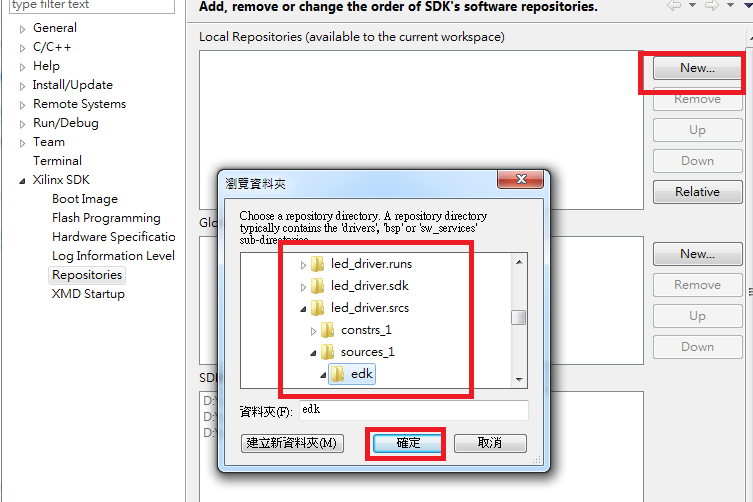 type filter text
Add, remove or change the order of SDK's software repositories.
General
C/C++
Help
Install/Update
Remote Systems
Run/Debug
Team
Terminal
Xilinx SDK
Boot Image
Flash Programming
Hardware Specificatio
Log Information Level
Repositories
XMD Startup
Local Repositories (available to the current workspace)
New...
Remove
Up
Down
Relative
Glo
New...
Remove
Up
Down
SDI
D:\
D:\
D:\
瀏覽資料夾
Choose a repository directory. A repository directory
typically contains the 'drivers', 'bsp' or 'sw_services'
sub-directories
led_driver.runs
led_driver.sdk
led_driver.srcs
constrs_1
sources_1
edk
資料夾(F):
edk
建立新資料夾(M)
確定
取消